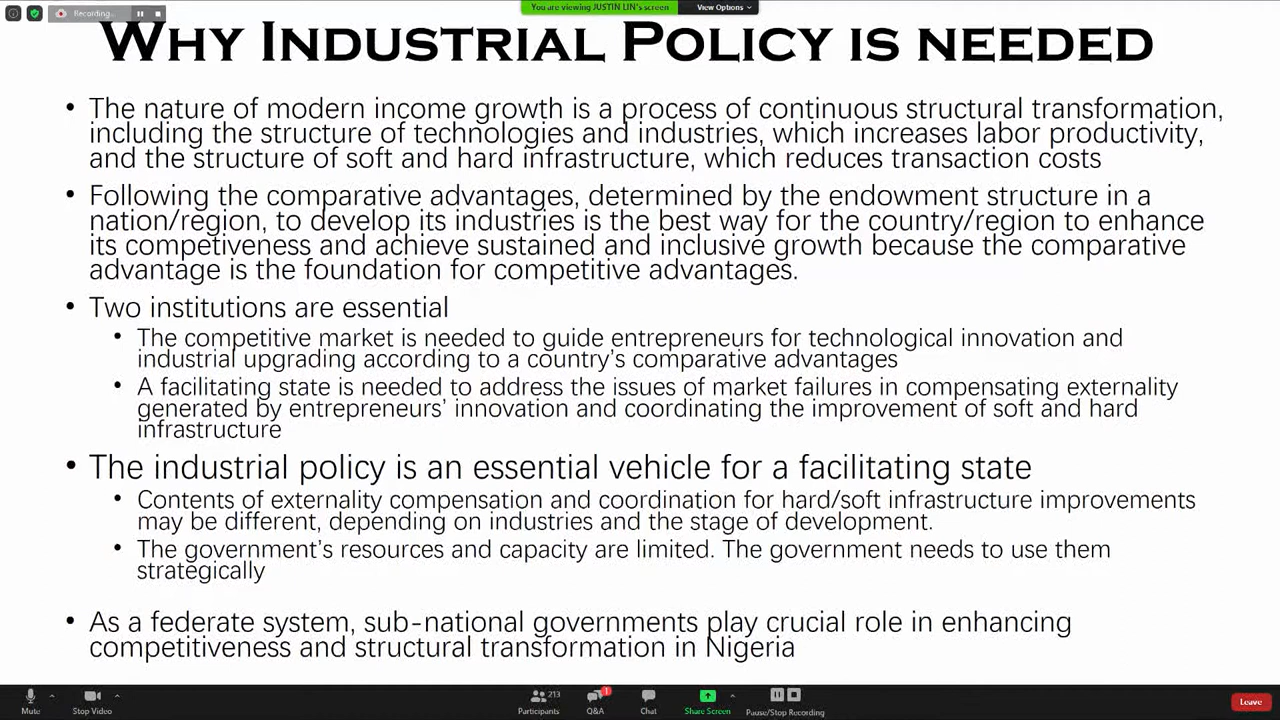 Recording...
You are viewing JUSTIN LIN's screen
View Options
WHY INDUSTRIAL POLICY IS NEEDED
• The nature of modern income growth is a process of continuous structural transformation,
including the structure of technologies and industries, which increases labor productivity,
and the structure of soft and hard infrastructure, which reduces transaction costs
• Following the comparative advantages, determined by the endowment structure in a
nation/region, to develop its industries is the best way for the country/region to enhance
its competiveness and achieve sustained and inclusive growth because the comparative
advantage is the foundation for competitive advantages.
• Two institutions are essential
• The competitive market is needed to guide entrepreneurs for technological innovation and
industrial upgrading according to a country's comparative advantages
• A facilitating state is needed to address the issues of market failures in compensating externality
generated by entrepreneurs' innovation and coordinating the improvement of soft and hard
infrastructure
• The industrial policy is an essential vehicle for a facilitating state
• Contents of externality compensation and coordination for hard/soft infrastructure improvements
may be different, depending on industries and the stage of development.
• The government's resources and capacity are limited. The government needs to use them
strategically
• As a federate system, sub-national governments play crucial role in enhancing
competitiveness and structural transformation in Nigeria
Mute
Stop Video
213
Participants
1
Q&A
Chat
Share Screen
Pause/Stop Recording
Leave